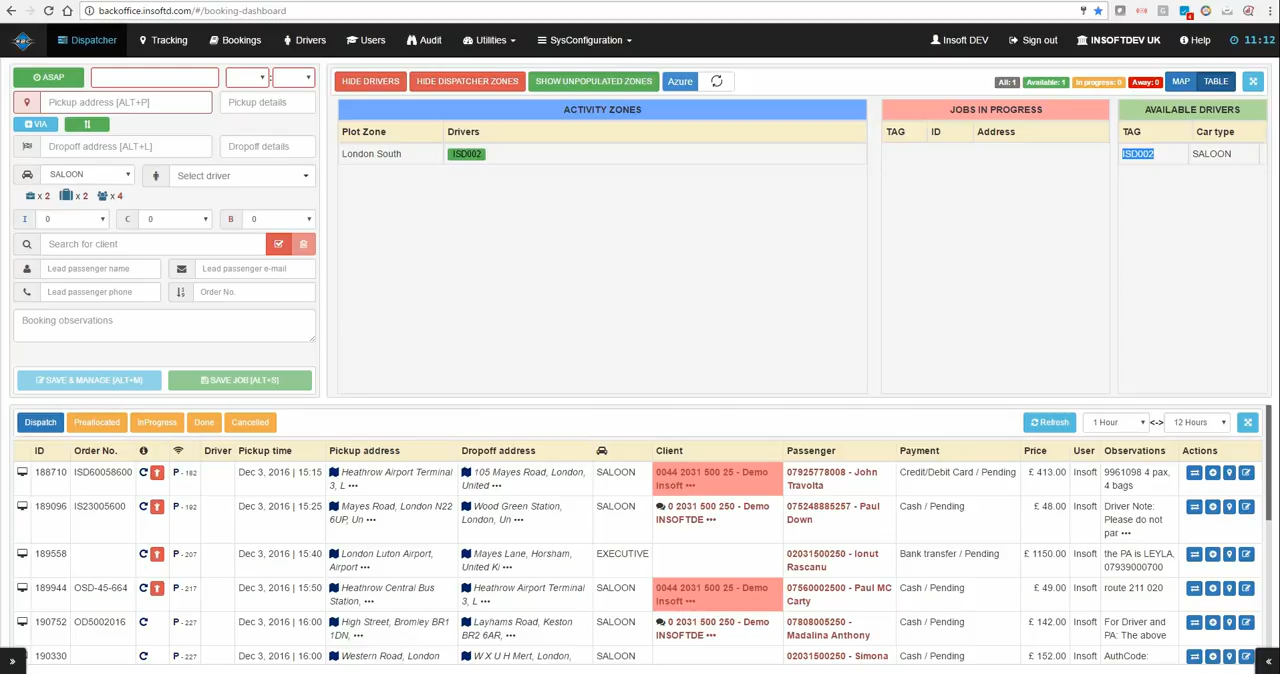 backoffice.insoftd.com/#/booking-dashboard
Dispatcher Tracking Bookings Drivers Users Audit Utilities SysConfiguration Insoft DEV Sign out INSOFTDEV UK Help 11:12
ASAP
Pickup address [ALT+P] Pickup details
VIA
Dropoff address [ALT+L] Dropoff details
SALOON Select driver
x 2 x 2 x 4
I 0 C 0 B 0
Search for client
Lead passenger name Lead passenger e-mail
Lead passenger phone Order No.
Booking observations
SAVE & MANAGE [ALT+M] SAVE JOB [ALT+S]
HIDE DRIVERS HIDE DISPATCHER ZONES SHOW UNPOPULATED ZONES Azure All: 1 Available: 1 In progress: 0 Away: 0 MAP TABLE
ACTIVITY ZONES JOBS IN PROGRESS AVAILABLE DRIVERS
Plot Zone Drivers TAG ID Address TAG Car type
London South ISD002 ISD002 SALOON
Dispatch Preallocated InProgress Done Cancelled Refresh 1 Hour <-> 12 Hours
ID Order No. Driver Pickup time Pickup address Dropoff address Client Passenger Payment Price User Observations Actions
188710 ISD60058600 P - 182 Dec 3, 2016 | 15:15 Heathrow Airport Terminal 105 Mayes Road, London, SALOON 0044 2031 500 25 - Demo 07925778008 - John Credit/Debit Card / Pending £ 413.00 Insoft 9961098 4 pax,
3, L ••• United ••• Insoft ••• Travolta 4 bags
189096 IS23005600 P - 192 Dec 3, 2016 | 15:25 Mayes Road, London N22 Wood Green Station, SALOON 0 2031 500 250 - Demo 075248885257 - Paul Cash / Pending £ 48.00 Insoft Driver Note:
6UP, Un ••• London, Un ••• INSOFTDE ••• Down Please do not
par •••
189558 P - 207 Dec 3, 2016 | 15:40 London Luton Airport, Mayes Lane, Horsham, EXECUTIVE 02031500250 - Ionut Bank transfer / Pending £ 1150.00 Insoft the PA is LEYLA,
Airport ••• United Ki ••• Rascanu 07939000700
189944 OSD-45-664 P - 217 Dec 3, 2016 | 15:50 Heathrow Central Bus Heathrow Airport Terminal SALOON 0044 2031 500 25 - Demo 07560002500 - Paul MC Cash / Pending £ 49.00 Insoft route 211 020
Station, ••• 3, L ••• Insoft ••• Carty
190752 OD5002016 P - 227 Dec 3, 2016 | 16:00 High Street, Bromley BR1 Layhams Road, Keston SALOON 0 2031 500 250 - Demo 07808005250 - Cash / Pending £ 142.00 Insoft For Driver and
1DN, ••• BR2 6AR, ••• INSOFTDE ••• Madalina Anthony PA: The above
190330 P - 227 Dec 3, 2016 | 16:00 Western Road, London W X U H Mert, London, SALOON 02031500250 - Simona Cash / Pending £ 152.00 Insoft AuthCode: